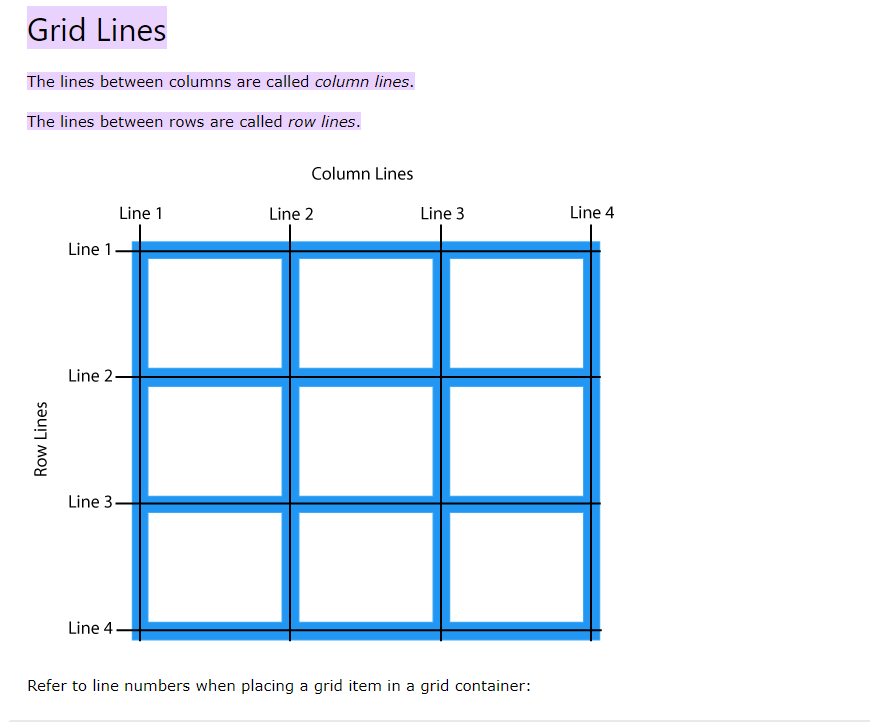 Grid Lines
The lines between columns are called column lines.
The lines between rows are called row lines.
Column Lines
Line 1 Line 2 Line 3 Line 4
Line 1
Line 2
Row Lines
Line 3
Line 4
Refer to line numbers when placing a grid item in a grid container: